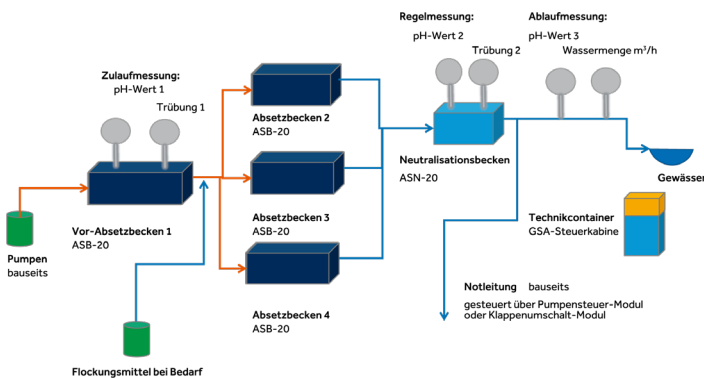 Zulaufmessung:
pH-Wert 1
Trübung 1
Regelmessung:
pH-Wert 2
Trübung 2
Ablaufmessung:
pH-Wert 3
Wassermenge m³/h
Absetzbecken 2
ASB-20
Absetzbecken 3
ASB-20
Absetzbecken 4
ASB-20
Neutralisationsbecken
ASN-20
Gewässer
Vor-Absetzbecken 1
ASB-20
Pumpen
bauseits
Technikcontainer
GSA-Steuerkabine
Notleitung bauseits
gesteuert über Pumpensteuer-Modul
oder Klappenumschalt-Modul
Flockungsmittel bei Bedarf